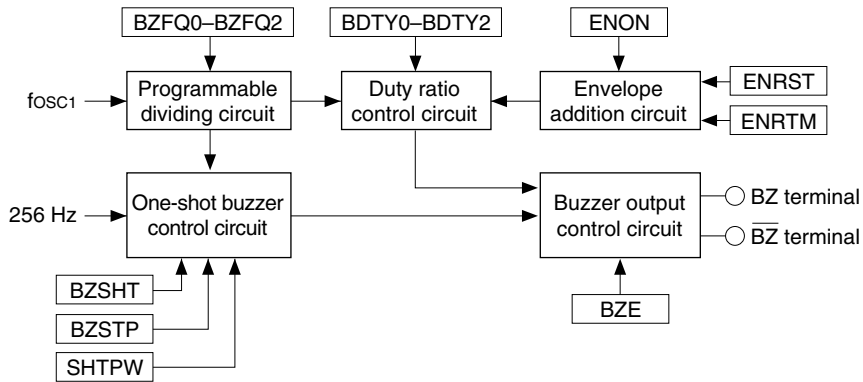 BZFQ0–BZFQ2
BDTY0–BDTY2
ENON
fOSC1
Programmable
dividing circuit
Duty ratio
control circuit
Envelope
addition circuit
ENRST
ENRTM
256 Hz
One-shot buzzer
control circuit
Buzzer output
control circuit
BZ terminal
B̅Z̅ terminal
BZSHT
BZSTP
SHTPW
BZE